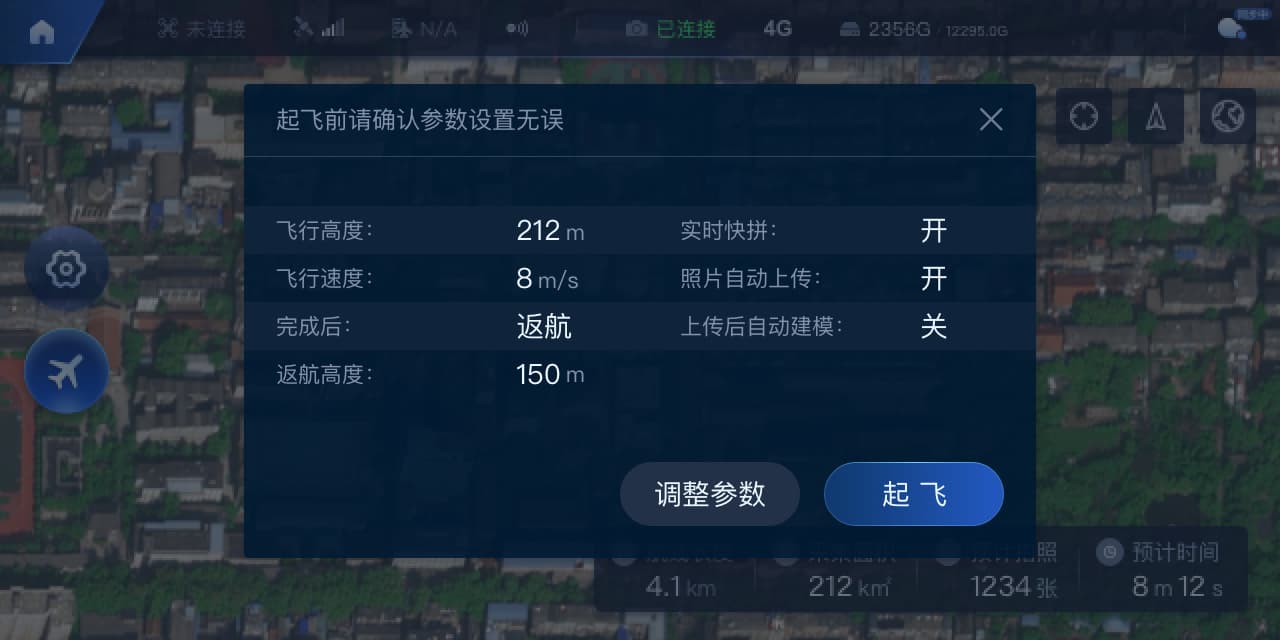 未连接 N/A 已连接 4G 2356G / 12295.0G 同步中
起飞前请确认参数设置无误
飞行高度: 212 m 实时快拼: 开
飞行速度: 8 m/s 照片自动上传: 开
完成后: 返航 上传后自动建模: 关
返航高度: 150 m
调整参数 起飞
预计时间
4.1 km 212 km² 1234 张 8 m 12 s